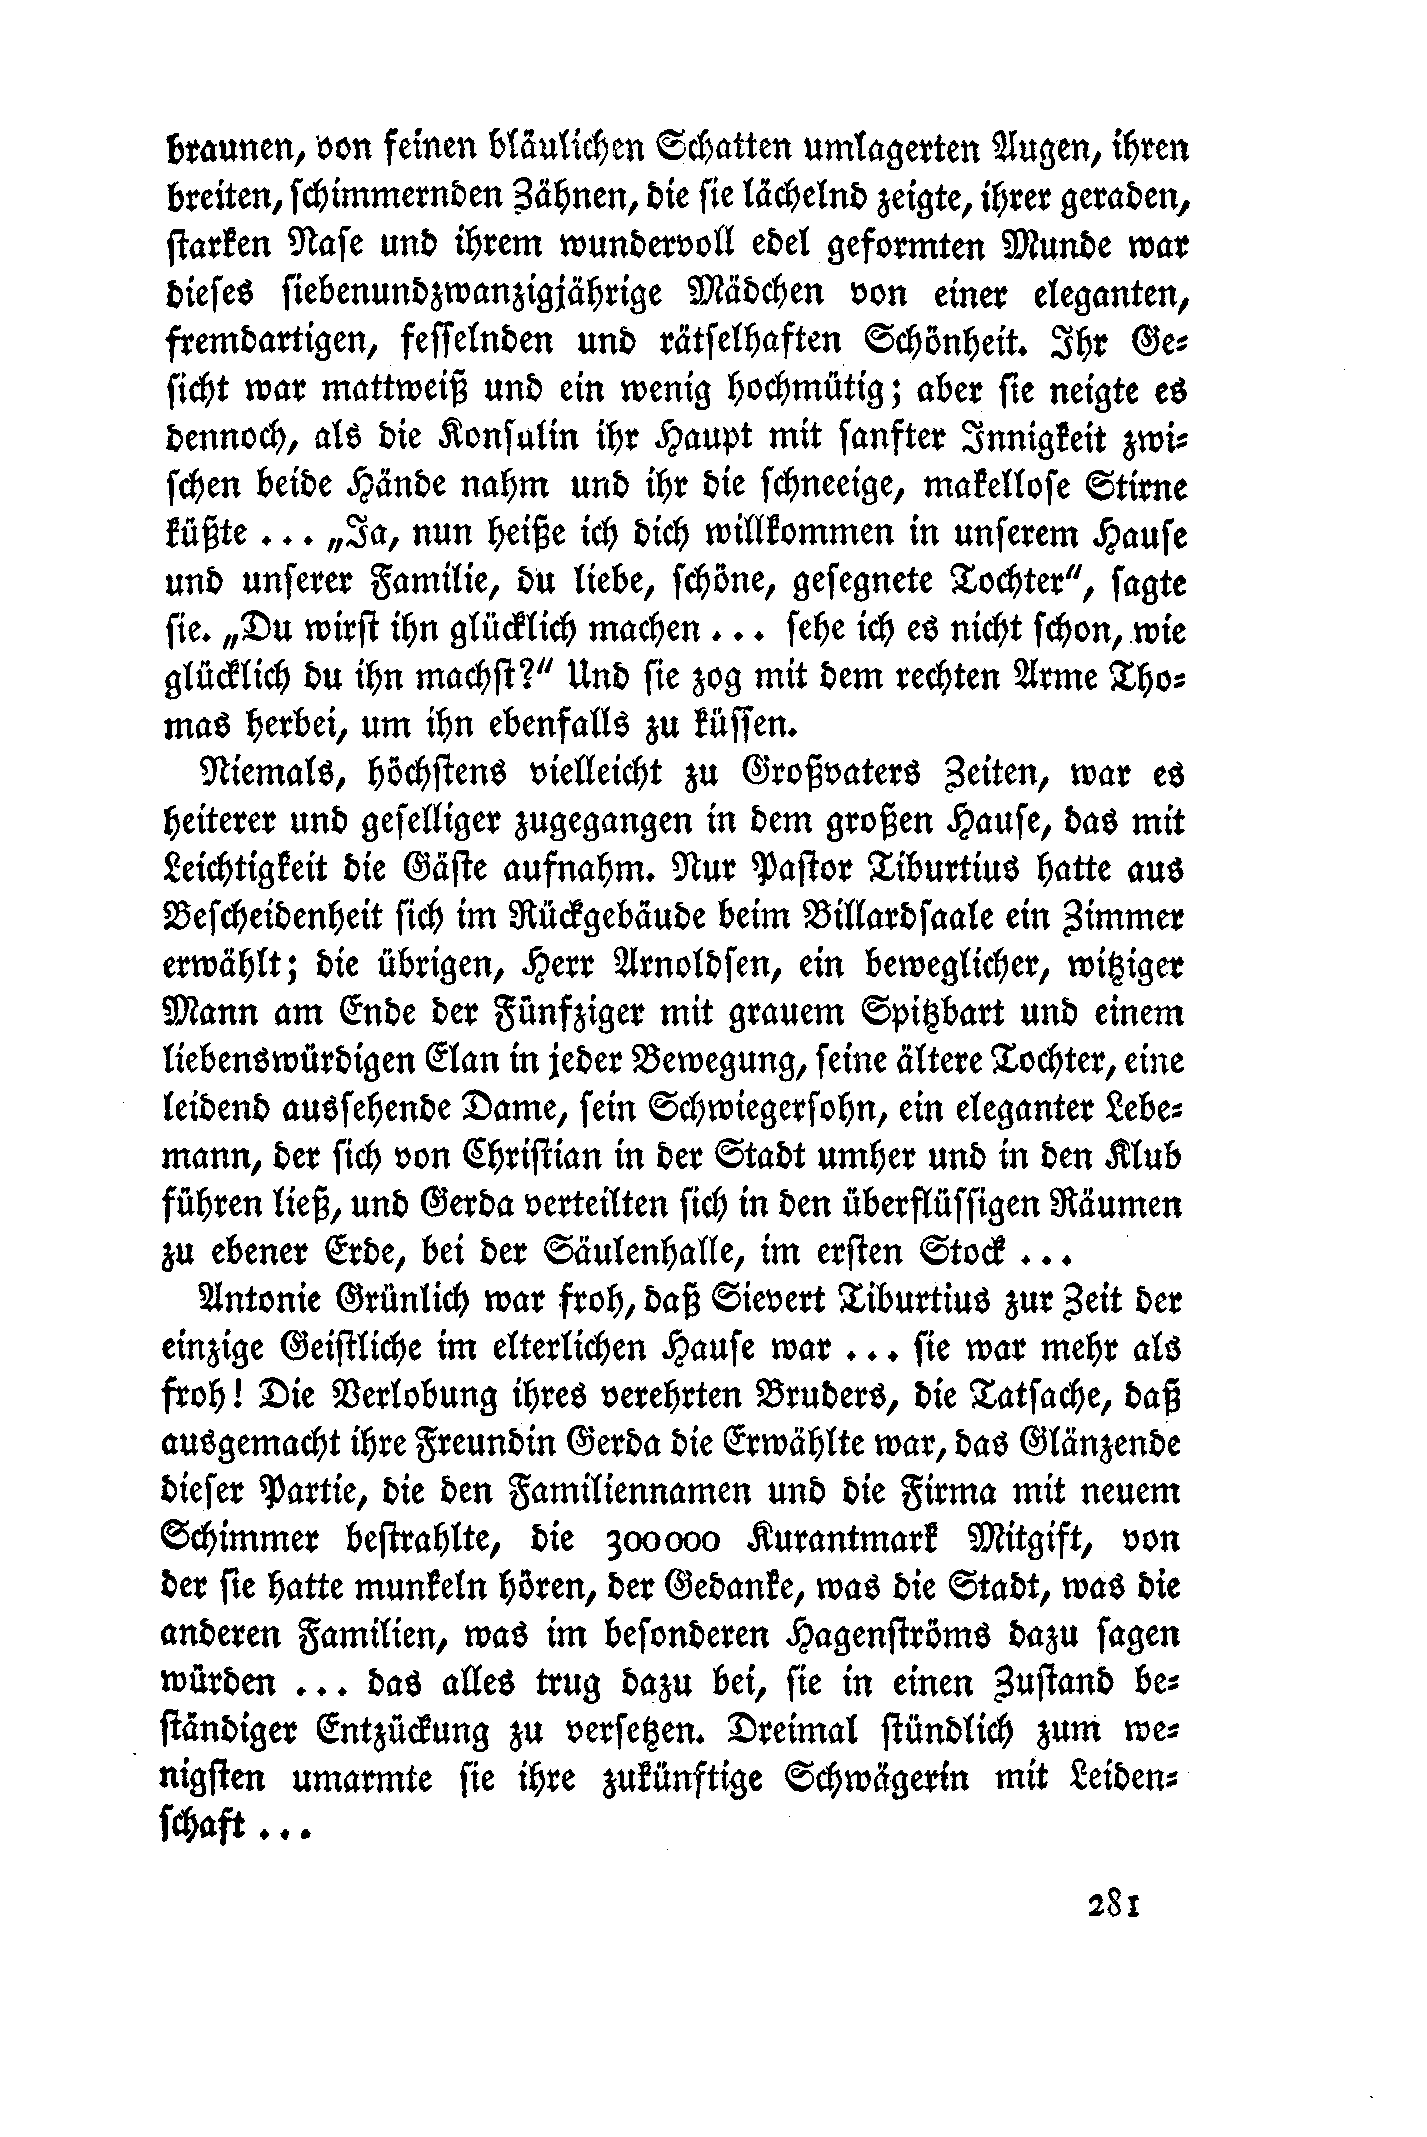 braunen, von feinen bläulichen Schatten umlagerten Augen, ihren
breiten, schimmernden Zähnen, die sie lächelnd zeigte, ihrer geraden,
starken Nase und ihrem wundervoll edel geformten Munde war
dieses siebenundzwanzigjährige Mädchen von einer eleganten,
fremdartigen, fesselnden und rätselhaften Schönheit. Ihr Ge-
sicht war mattweiß und ein wenig hochmütig; aber sie neigte es
dennoch, als die Konsulin ihr Haupt mit sanfter Innigkeit zwi-
schen beide Hände nahm und ihr die schneeige, makellose Stirne
küßte ... „Ja, nun heiße ich dich willkommen in unserem Hause
und unserer Familie, du liebe, schöne, gesegnete Tochter“, sagte
sie. „Du wirst ihn glücklich machen ... sehe ich es nicht schon, wie
glücklich du ihn machst?“ Und sie zog mit dem rechten Arme Tho-
mas herbei, um ihn ebenfalls zu küssen.
Niemals, höchstens vielleicht zu Großvaters Zeiten, war es
heiterer und geselliger zugegangen in dem großen Hause, das mit
Leichtigkeit die Gäste aufnahm. Nur Pastor Tiburtius hatte aus
Bescheidenheit sich im Rückgebäude beim Billardsaale ein Zimmer
erwählt; die übrigen, Herr Arnoldsen, ein beweglicher, witziger
Mann am Ende der Fünfziger mit grauem Spitzbart und einem
liebenswürdigen Elan in jeder Bewegung, seine ältere Tochter, eine
leidend aussehende Dame, sein Schwiegersohn, ein eleganter Lebe-
mann, der sich von Christian in der Stadt umher und in den Klub
führen ließ, und Gerda verteilten sich in den überflüssigen Räumen
zu ebener Erde, bei der Säulenhalle, im ersten Stock ...
Antonie Grünlich war froh, daß Sievert Tiburtius zur Zeit der
einzige Geistliche im elterlichen Hause war ... sie war mehr als
froh! Die Verlobung ihres verehrten Bruders, die Tatsache, daß
ausgemacht ihre Freundin Gerda die Erwählte war, das Glänzende
dieser Partie, die den Familiennamen und die Firma mit neuem
Schimmer bestrahlte, die 300000 Kurantmark Mitgift, von
der sie hatte munkeln hören, der Gedanke, was die Stadt, was die
anderen Familien, was im besonderen Hagenströms dazu sagen
würden ... das alles trug dazu bei, sie in einen Zustand be-
ständiger Entzückung zu versetzen. Dreimal stündlich zum we-
nigsten umarmte sie ihre zukünftige Schwägerin mit Leiden-
schaft ...
281